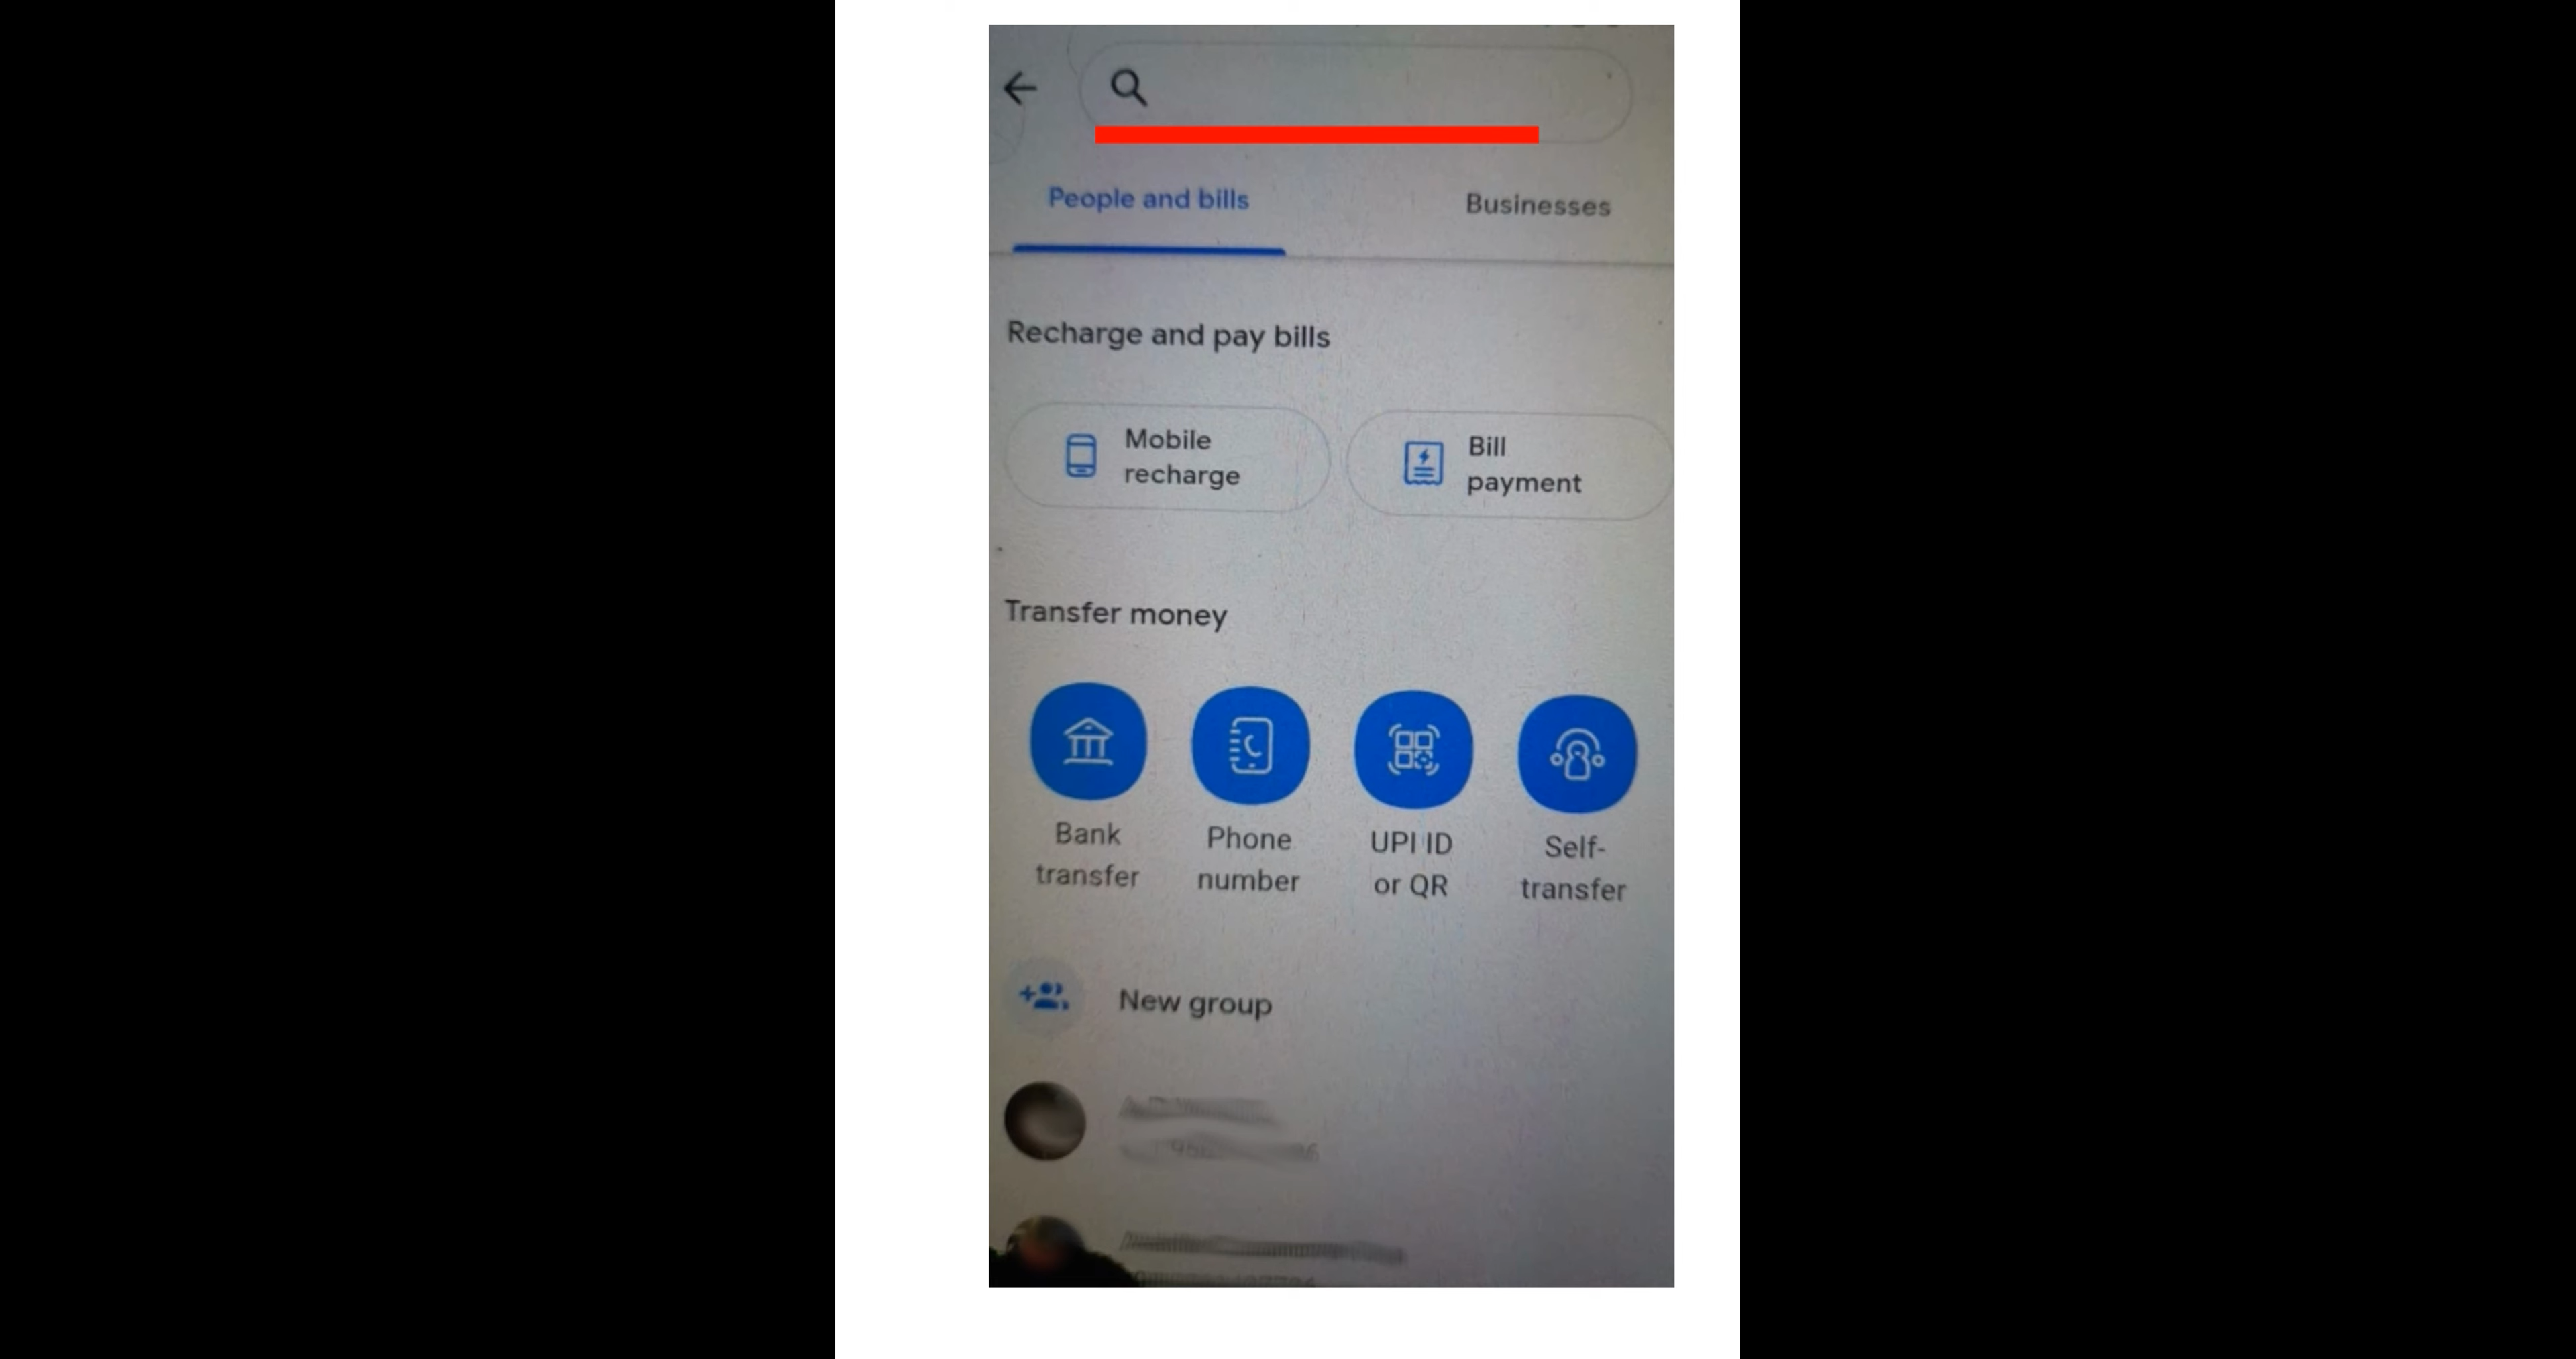 People and bills
Businesses
Recharge and pay bills
Mobile
recharge
Bill
payment
Transfer money
Bank
transfer
Phone
number
UPI ID
or QR
Self-
transfer
New group